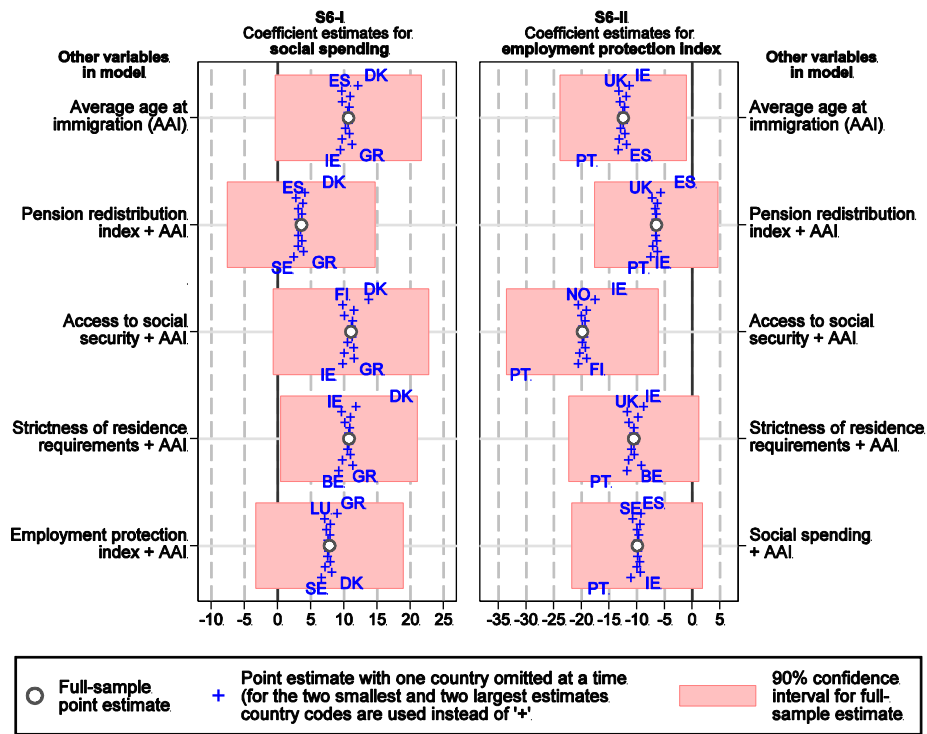 S6-I
Coefficient estimates for
social spending
S6-II
Coefficient estimates for
employment protection index
Other variables
in model
Other variables
in model
Average age at
immigration (AAI)
ES DK
IE GR
UK IE
PT ES
Average age at
immigration (AAI)
Pension redistribution
index + AAI
ES DK
SE GR
UK ES
PT IE
Pension redistribution
index + AAI
Access to social
security + AAI
FI DK
IE GR
NO IE
PT FI
Access to social
security + AAI
Strictness of residence
requirements + AAI
IE DK
BE GR
UK IE
PT BE
Strictness of residence
requirements + AAI
Employment protection
index + AAI
LU GR
SE DK
SE ES
PT IE
Social spending
+ AAI
-10 -5 0 5 10 15 20 25
-35 -30 -25 -20 -15 -10 -5 0 5
Full-sample
point estimate
+ Point estimate with one country omitted at a time
(for the two smallest and two largest estimates
country codes are used instead of '+'
90% confidence
interval for full-
sample estimate